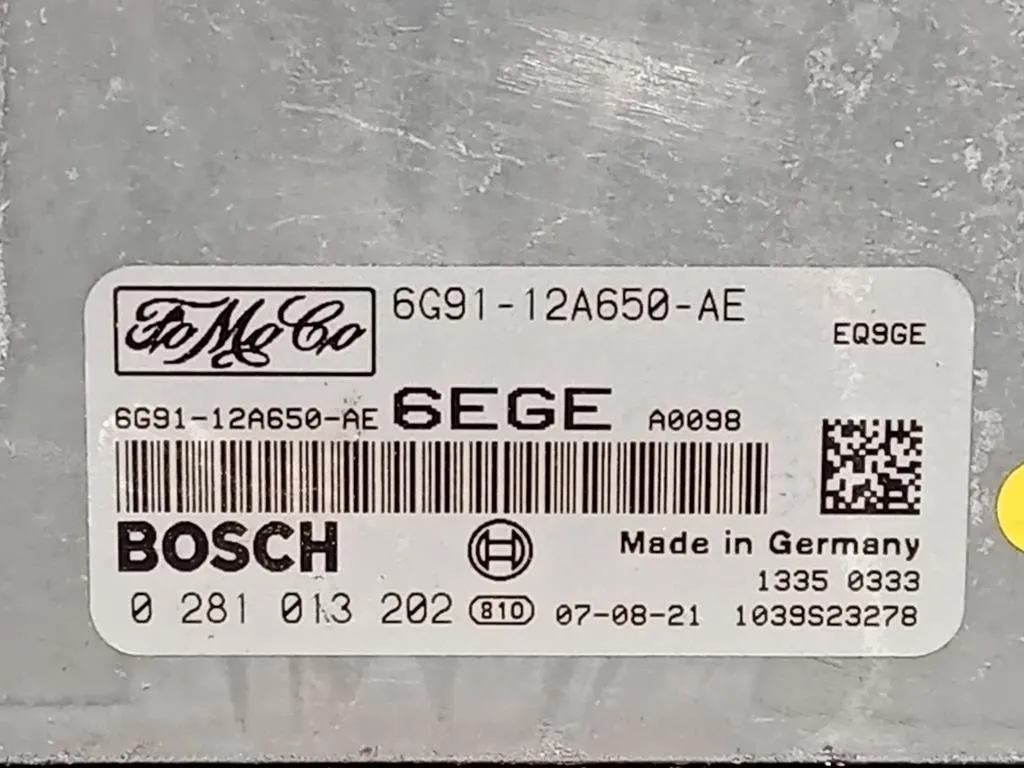 FoMoCo 6G91-12A650-AE
EQ9GE
6G91-12A650-AE 6EGE A0098
BOSCH Made in Germany
1335 0333
0 281 013 202 810 07-08-21 1039S23278